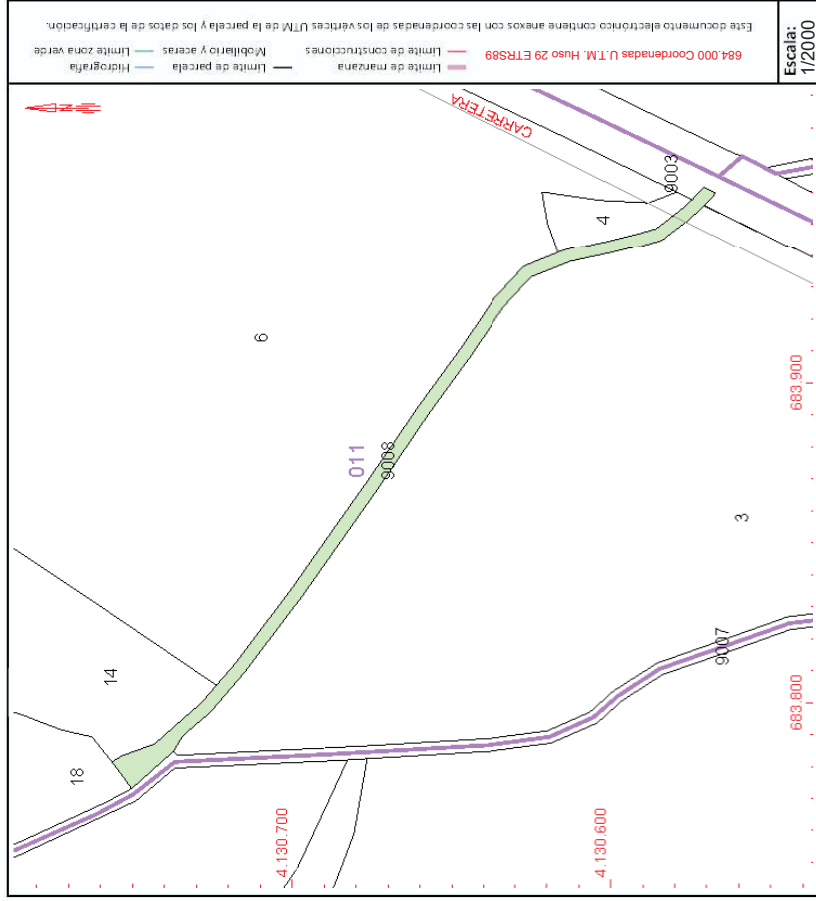 Este documento electrónico contiene anexos con las coordenadas de los vértices UTM de la parcela y los datos de la certificación.
684.000 Coordenadas U.T.M. Huso 29 ETRS89
Límite de manzana
Límite de construcciones
Límite de parcela
Mobiliario y aceras
Hidrografía
Límite zona verde
Escala:
1/2000
CARRETERA
9003
4
6
011
9008
3
14
9007
18
683.900
683.800
4.130.700
4.130.600